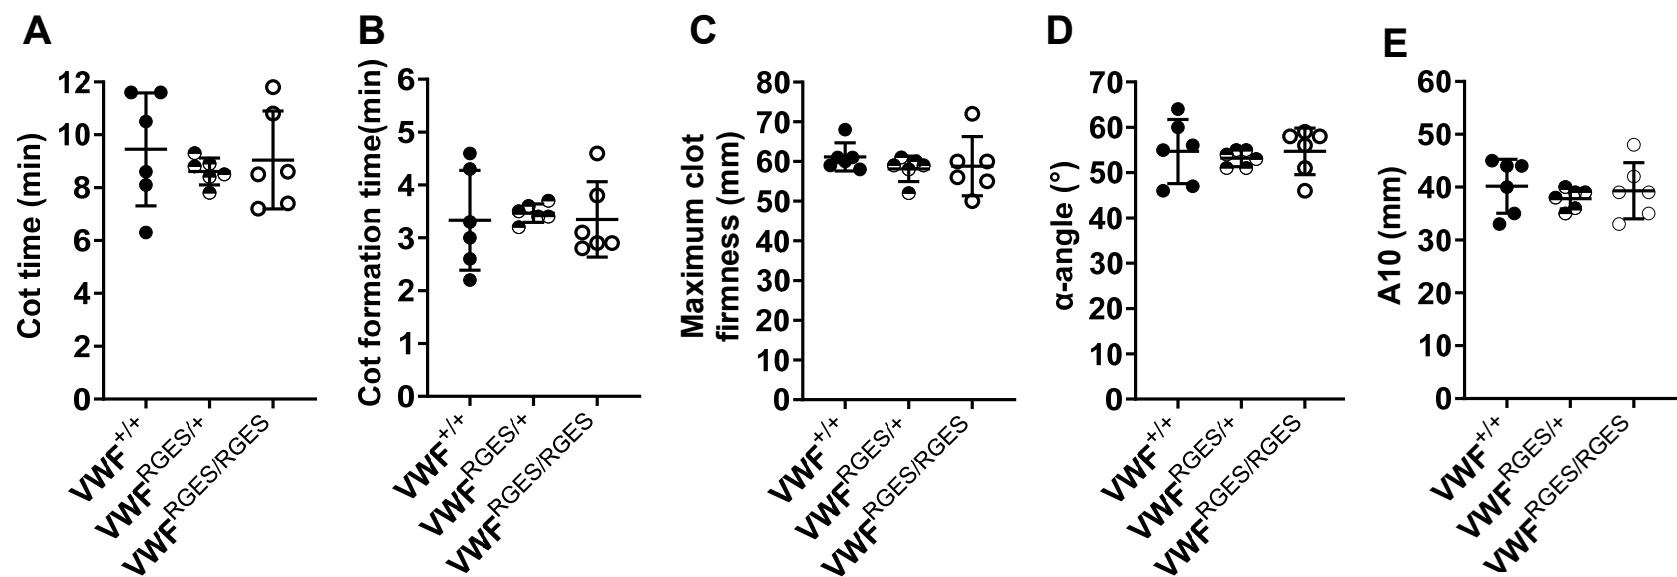 A
Cot time (min)
12
10
8
6
4
2
0
VWF+/+
VWFRGES/+
VWFRGES/RGES
B
Cot formation time(min)
6
5
4
3
2
1
0
VWF+/+
VWFRGES/+
VWFRGES/RGES
C
Maximum clot
firmness (mm)
80
70
60
50
40
30
20
10
0
VWF+/+
VWFRGES/+
VWFRGES/RGES
D
α-angle (°)
70
60
50
40
30
20
10
0
VWF+/+
VWFRGES/+
VWFRGES/RGES
E
A10 (mm)
60
50
40
30
20
10
0
VWF+/+
VWFRGES/+
VWFRGES/RGES